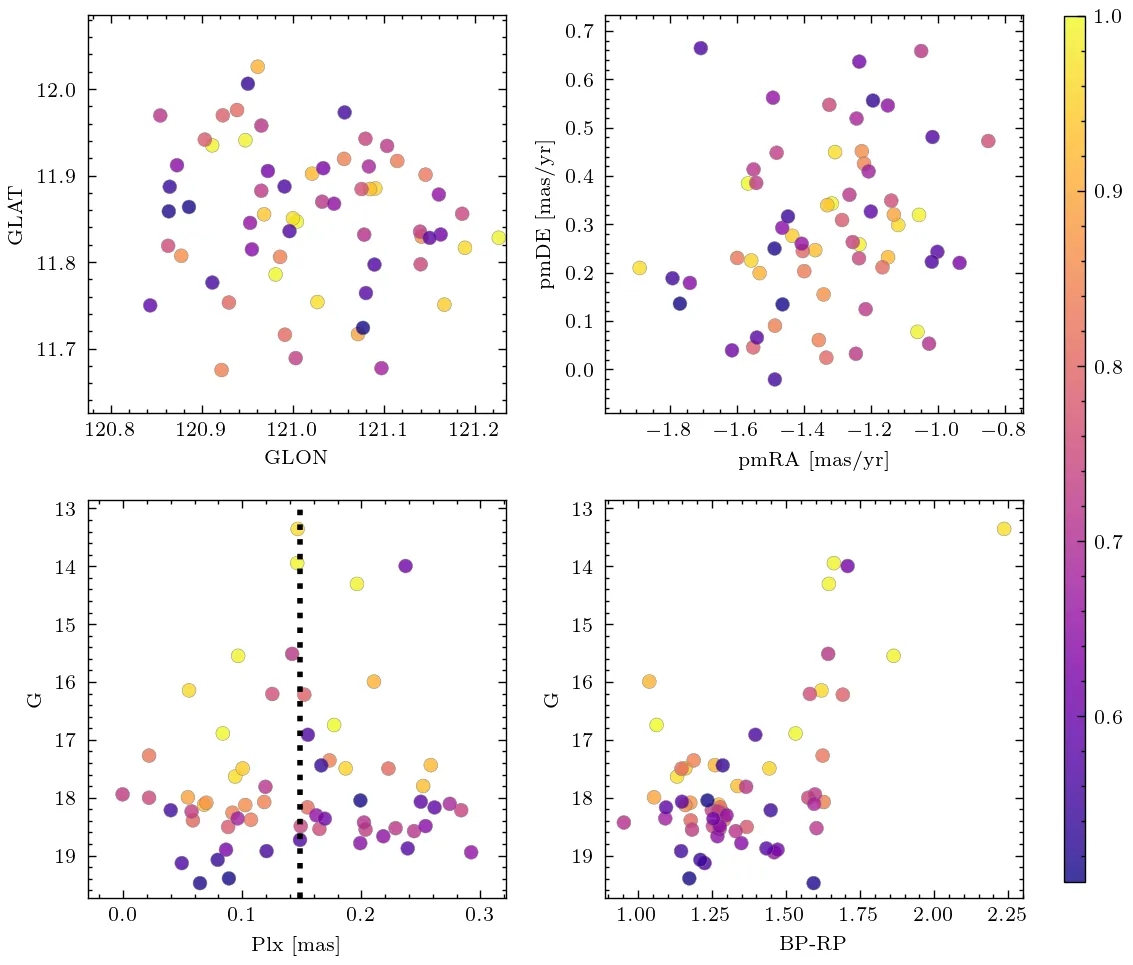 12.0
11.9
11.8
11.7
GLAT
120.8 120.9 121.0 121.1 121.2
GLON
0.7
0.6
0.5
0.4
0.3
0.2
0.1
0.0
pmDE [mas/yr]
−1.8 −1.6 −1.4 −1.2 −1.0 −0.8
pmRA [mas/yr]
13
14
15
16
17
18
19
G
0.0 0.1 0.2 0.3
Plx [mas]
13
14
15
16
17
18
19
G
1.00 1.25 1.50 1.75 2.00 2.25
BP-RP
1.0
0.9
0.8
0.7
0.6